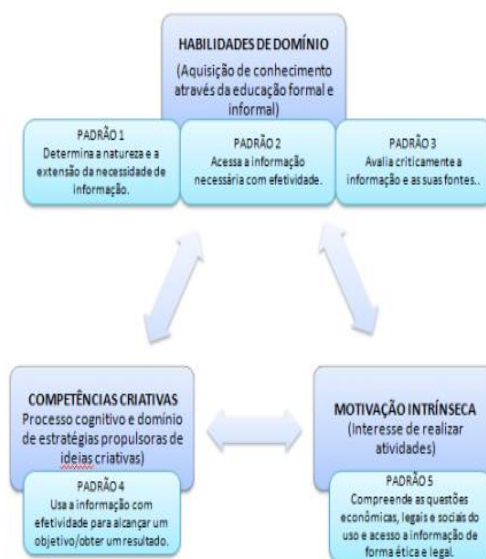 HABILIDADES DE DOMÍNIO
(Aquisição de conhecimento
através da educação formal e
informal)
PADRÃO 1
Determina a natureza e a
extensão da necessidade de
informação.
PADRÃO 2
Acessa a informação
necessária com efetividade.
PADRÃO 3
Avalia criticamente a
informação e as suas fontes..
COMPETÊNCIAS CRIATIVAS
Processo cognitivo e domínio
de estratégias propulsoras de
ideias criativas)
PADRÃO 4
Usa a informação com
efetividade para alcançar um
objetivo/obter um resultado.
MOTIVAÇÃO INTRÍNSECA
(Interesse de realizar
atividades)
PADRÃO 5
Compreende as questões
econômicas, legais e sociais do
uso e acesso a informação de
forma ética e legal.